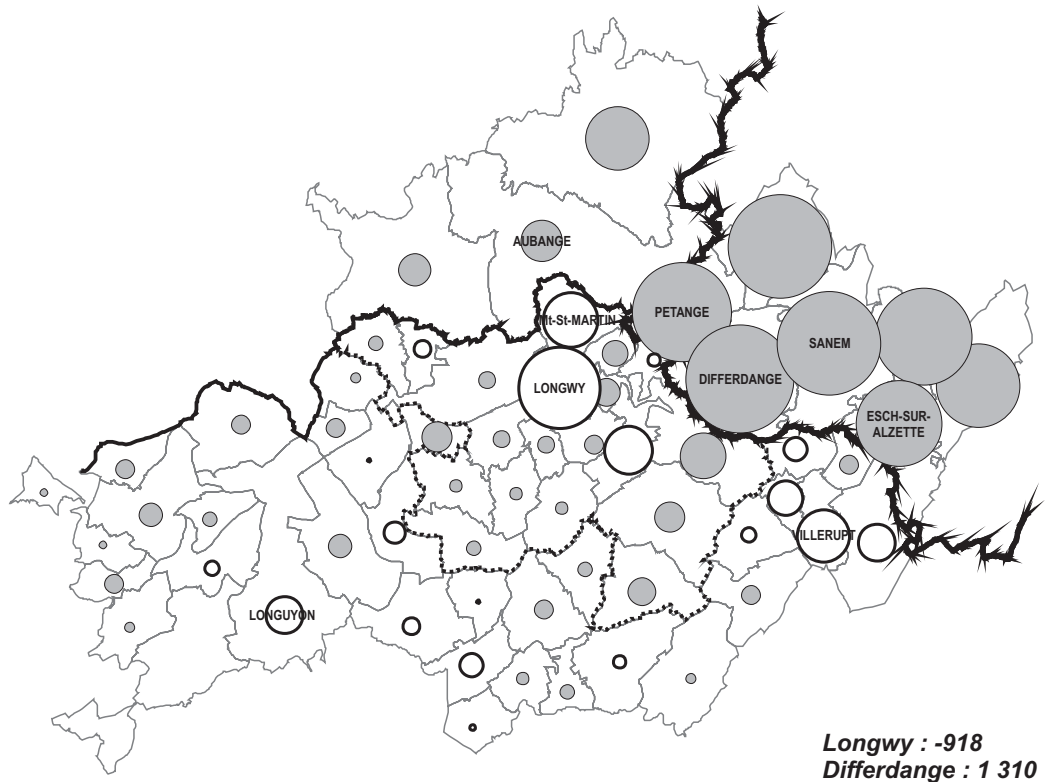 AUBANGE
Mt-St-MARTIN
PETANGE
SANEM
LONGWY
DIFFERDANGE
ESCH-SUR-
ALZETTE
VILLERUPT
LONGUYON
Longwy : -918
Differdange : 1 310